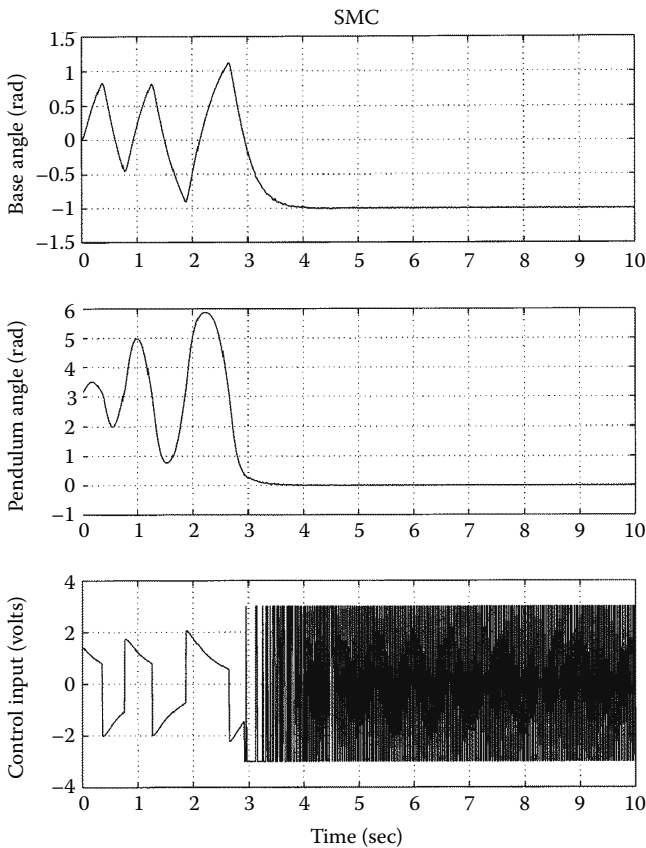 SMC
Base angle (rad)
1.5
1
0.5
0
−0.5
−1
−1.5
0 1 2 3 4 5 6 7 8 9 10
Pendulum angle (rad)
6
5
4
3
2
1
0
−1
0 1 2 3 4 5 6 7 8 9 10
Control input (volts)
4
2
0
−2
−4
0 1 2 3 4 5 6 7 8 9 10
Time (sec)